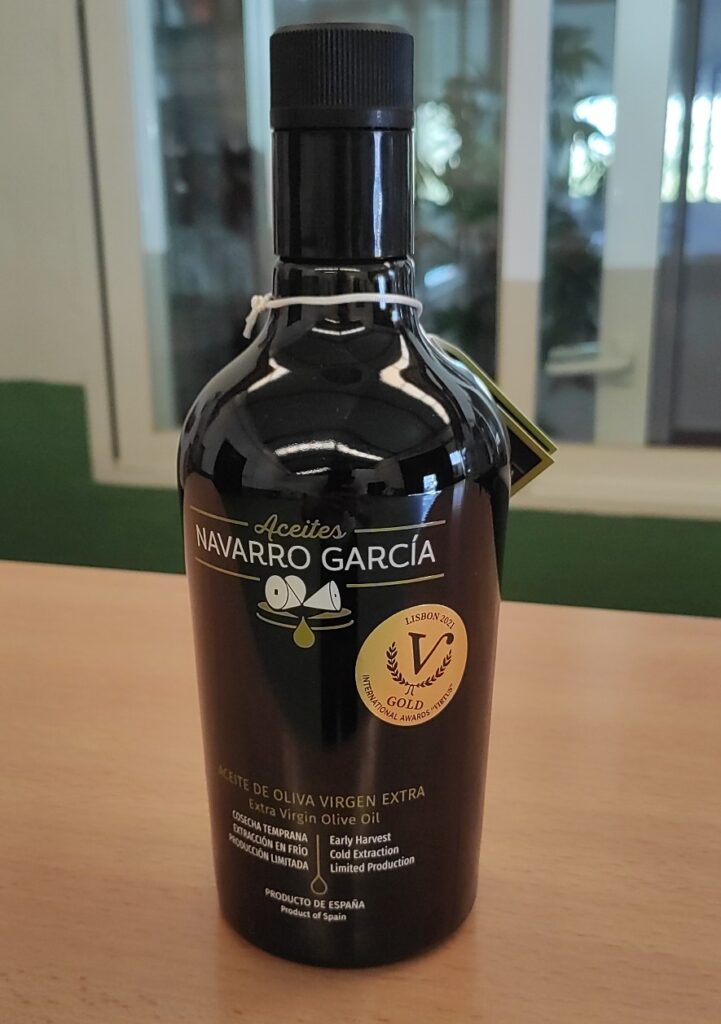 Aceites
NAVARRO GARCÍA
LISBON 2021
V
π
GOLD
INTERNATIONAL AWARDS "VIRTUS"
ACEITE DE OLIVA VIRGEN EXTRA
Extra Virgin Olive Oil
COSECHA TEMPRANA
EXTRACCIÓN EN FRÍO
PRODUCCIÓN LIMITADA
Early Harvest
Cold Extraction
Limited Production
PRODUCTO DE ESPAÑA
Product of Spain